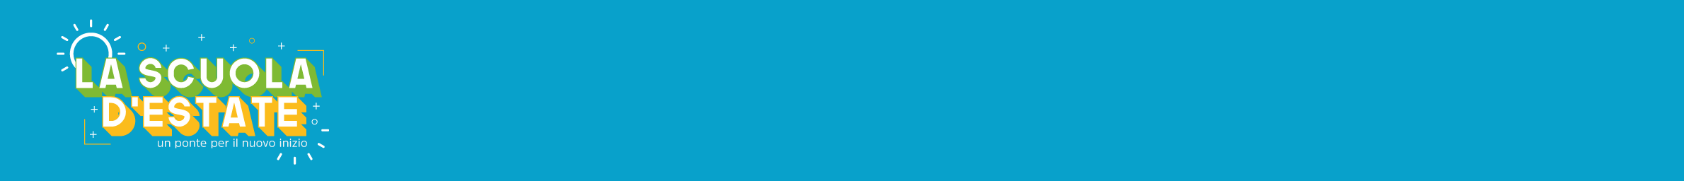 LA SCUOLA
D'ESTATE
un ponte per il nuovo inizio